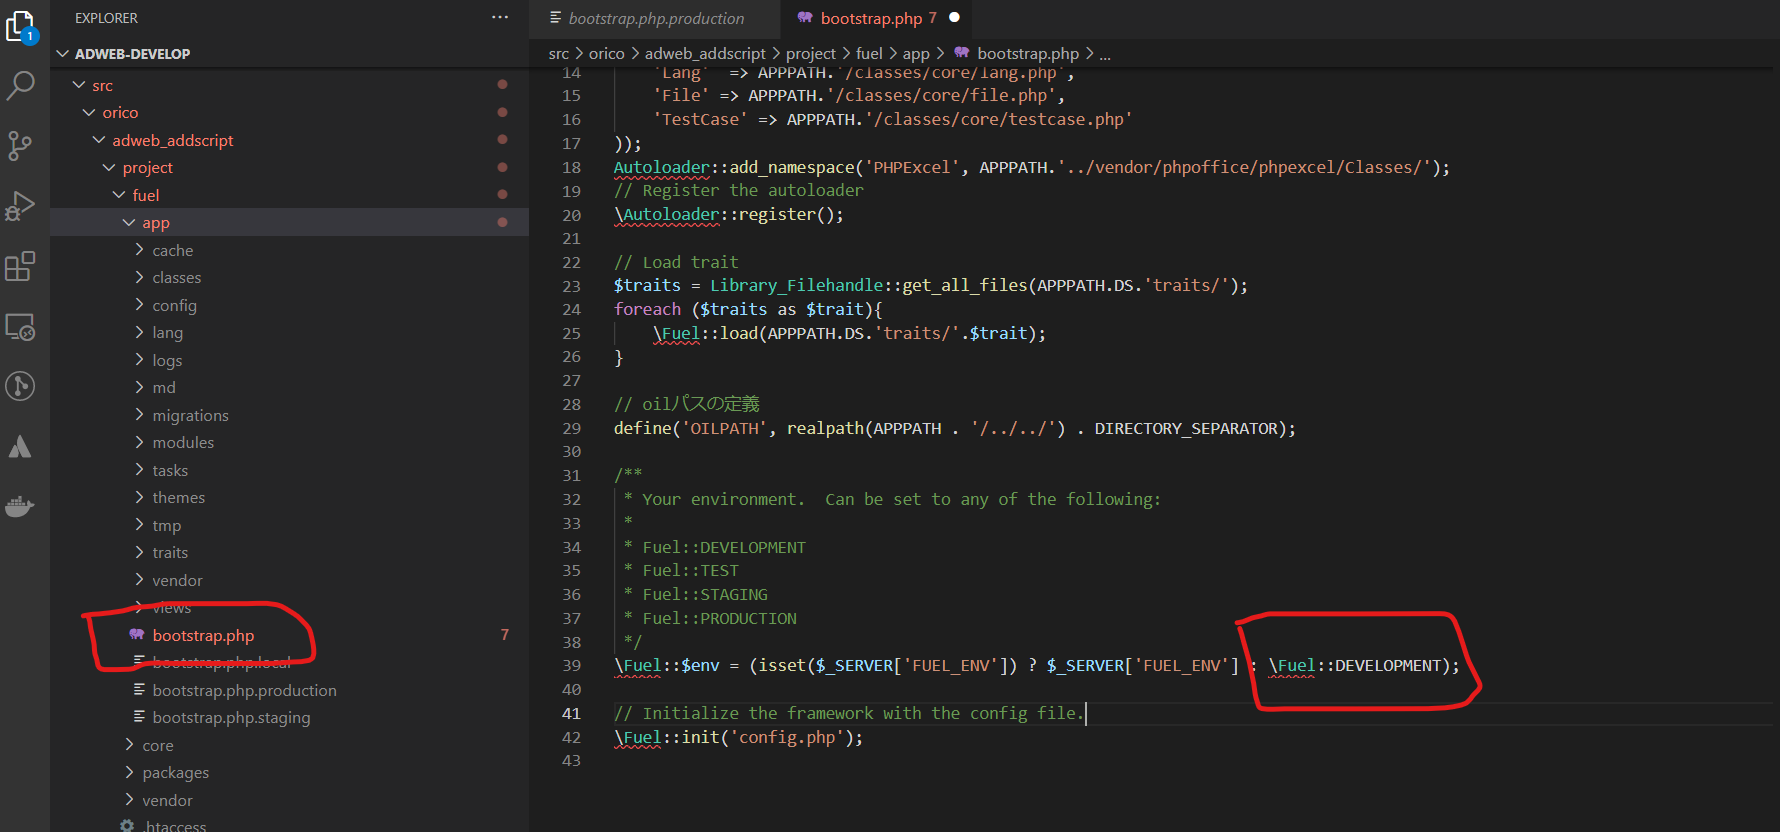 EXPLORER
ADWEB-DEVELOP
src
orico
adweb_addscript
project
fuel
app
cache
classes
config
lang
logs
md
migrations
modules
tasks
themes
tmp
traits
vendor
views
bootstrap.php 7
bootstrap.php.local
bootstrap.php.production
bootstrap.php.staging
core
packages
vendor
.htaccess
1
bootstrap.php.production
bootstrap.php 7
src > orico > adweb_addscript > project > fuel > app > bootstrap.php > ...
14 'Lang' => APPPATH.'/classes/core/lang.php',
15 'File' => APPPATH.'/classes/core/file.php',
16 'TestCase' => APPPATH.'/classes/core/testcase.php'
17 ));
18 Autoloader::add_namespace('PHPExcel', APPPATH.'../vendor/phpoffice/phpexcel/Classes/');
19 // Register the autoloader
20 \Autoloader::register();
21
22 // Load trait
23 $traits = Library_Filehandle::get_all_files(APPPATH.DS.'traits/');
24 foreach ($traits as $trait){
25 \Fuel::load(APPPATH.DS.'traits/'.$trait);
26 }
27
28 // oilパスの定義
29 define('OILPATH', realpath(APPPATH . '/../../') . DIRECTORY_SEPARATOR);
30
31 /**
32 * Your environment.  Can be set to any of the following:
33 *
34 * Fuel::DEVELOPMENT
35 * Fuel::TEST
36 * Fuel::STAGING
37 * Fuel::PRODUCTION
38 */
39 \Fuel::$env = (isset($_SERVER['FUEL_ENV']) ? $_SERVER['FUEL_ENV'] : \Fuel::DEVELOPMENT);
40
41 // Initialize the framework with the config file.
42 \Fuel::init('config.php');
43